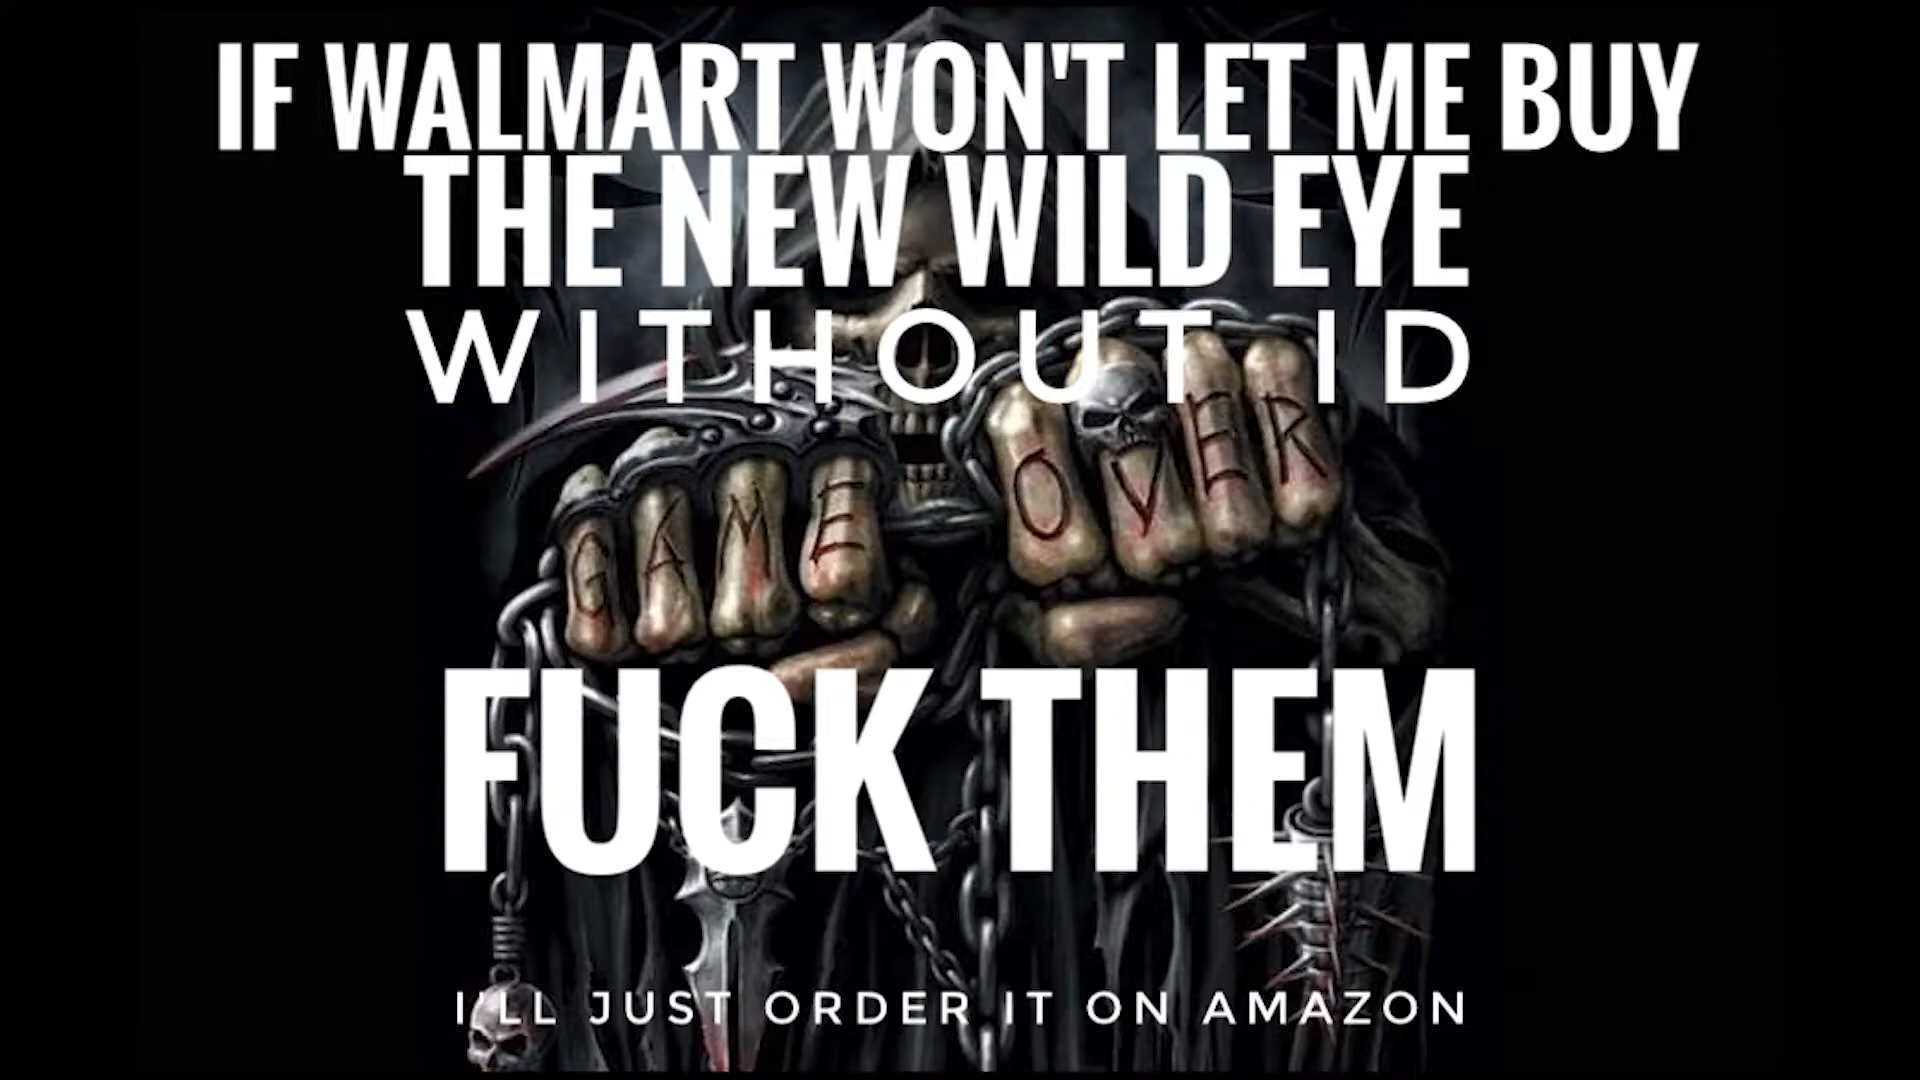 IF WALMART WON'T LET ME BUY
THE NEW WILD EYE
WITHOUT ID
GAME OVER
FUCK THEM
I'LL JUST ORDER IT ON AMAZON